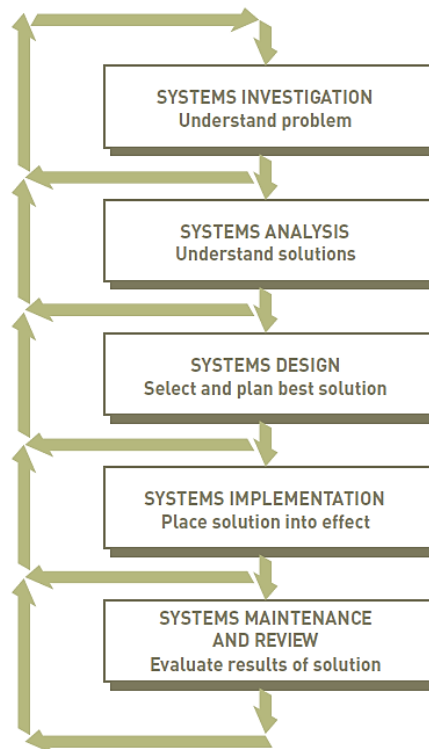 SYSTEMS INVESTIGATION
Understand problem
SYSTEMS ANALYSIS
Understand solutions
SYSTEMS DESIGN
Select and plan best solution
SYSTEMS IMPLEMENTATION
Place solution into effect
SYSTEMS MAINTENANCE
AND REVIEW
Evaluate results of solution